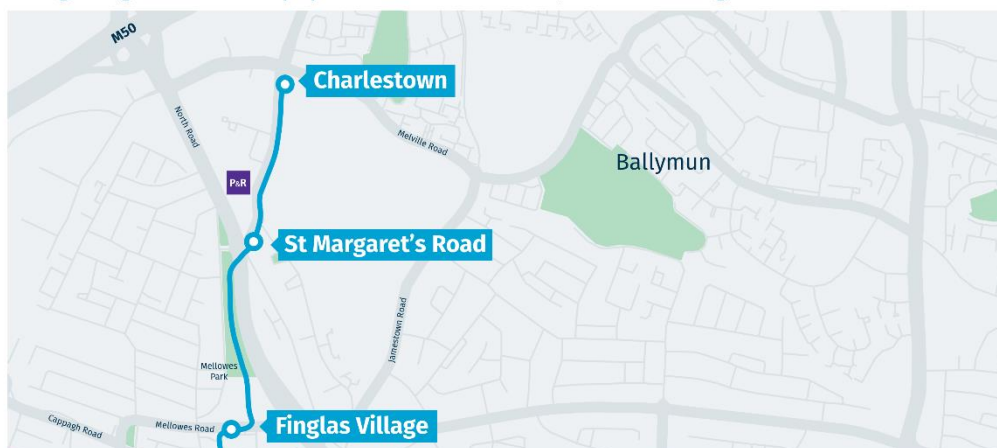 M50
Charlestown
North Road
Melville Road
Ballymun
P&R
St Margaret's Road
Jamestown Road
Mellowes
Park
Finglas Village
Mellowes Road
Cappagh Road